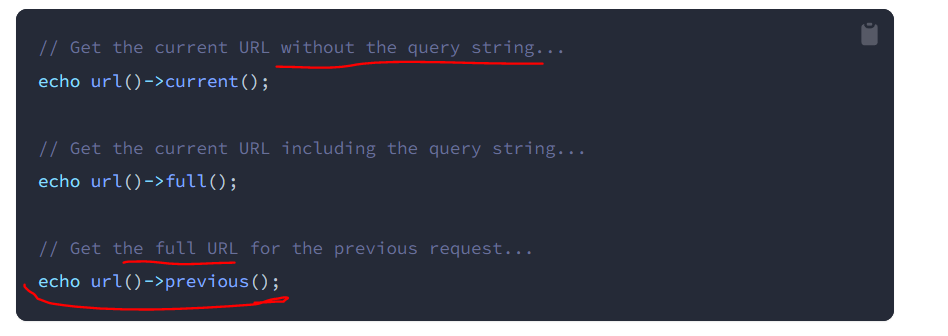 // Get the current URL without the query string...
echo url()->current();
// Get the current URL including the query string...
echo url()->full();
// Get the full URL for the previous request...
echo url()->previous();